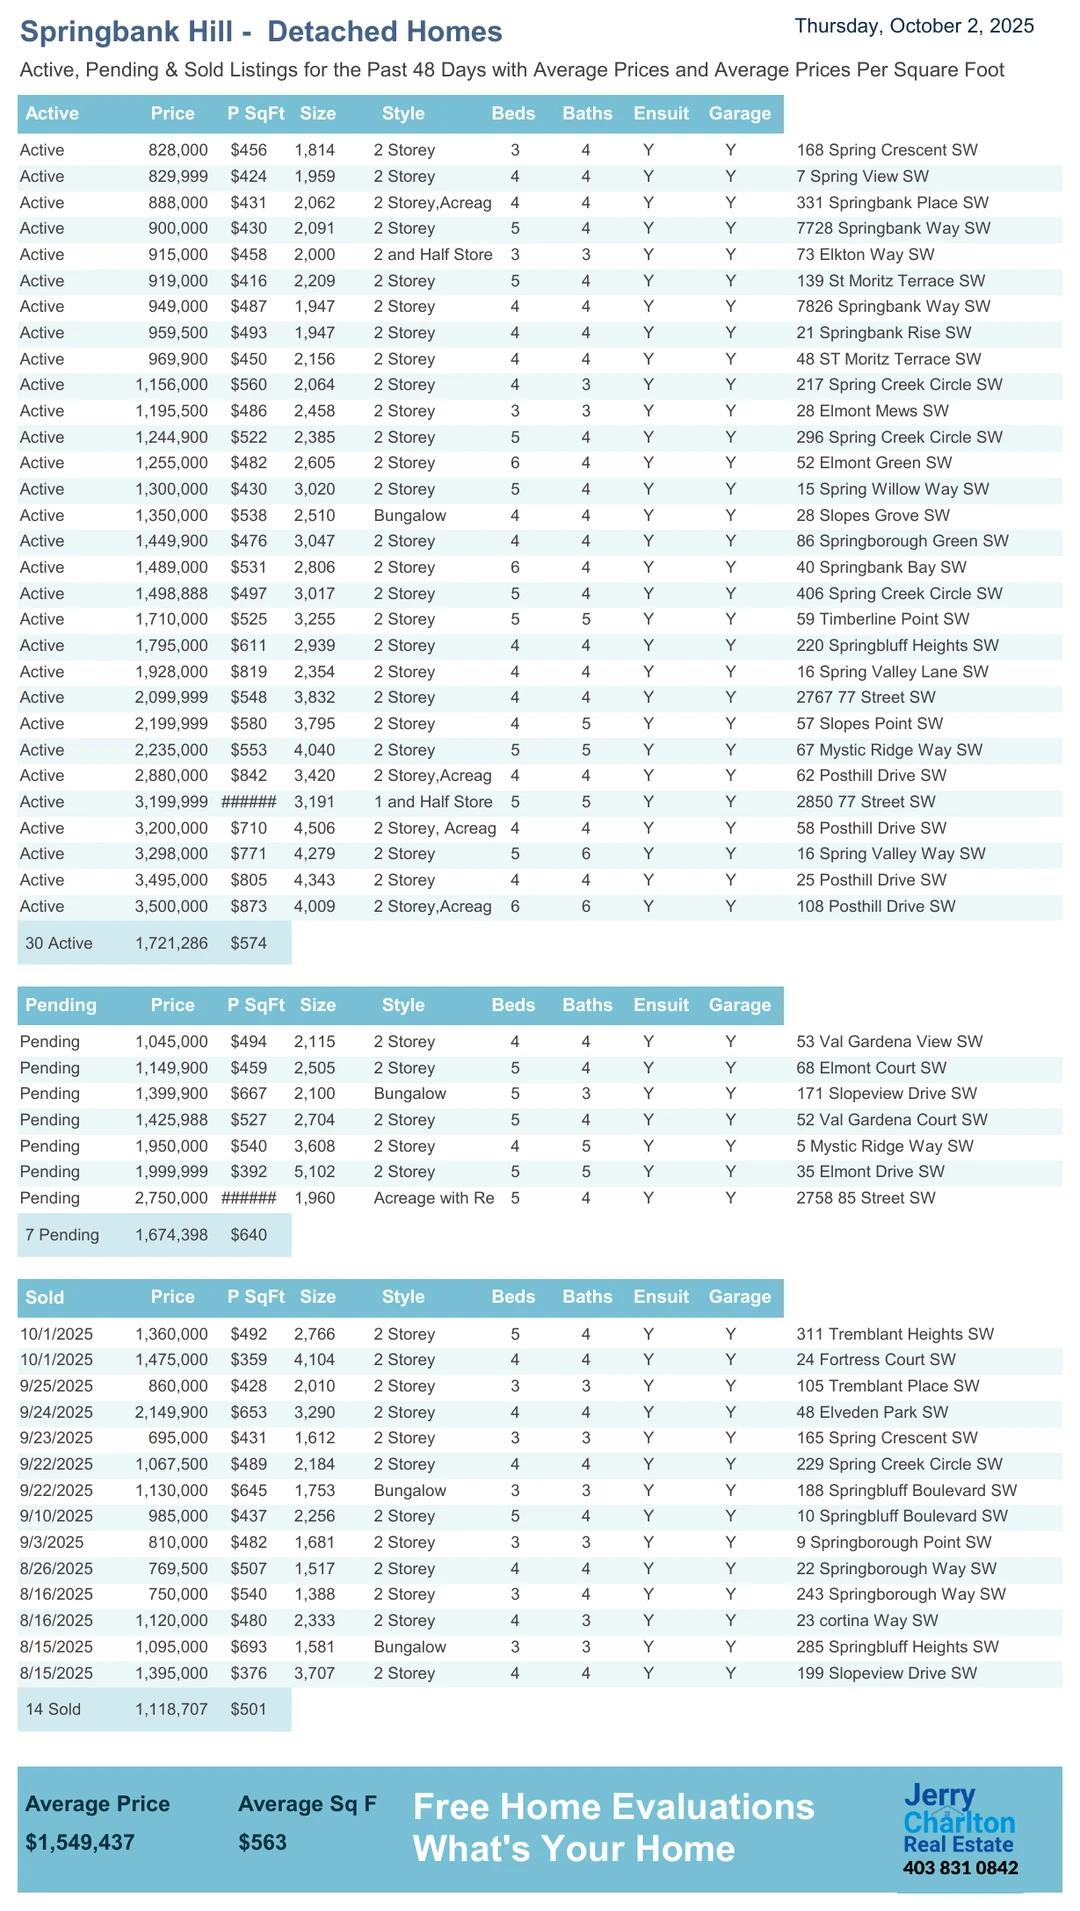 Springbank Hill -  Detached Homes
Thursday, October 2, 2025
Active, Pending & Sold Listings for the Past 48 Days with Average Prices and Average Prices Per Square Foot
Active Price P SqFt Size Style Beds Baths Ensuit Garage
Active 828,000 $456 1,814 2 Storey 3 4 Y Y 168 Spring Crescent SW
Active 829,999 $424 1,959 2 Storey 4 4 Y Y 7 Spring View SW
Active 888,000 $431 2,062 2 Storey,Acreag 4 4 Y Y 331 Springbank Place SW
Active 900,000 $430 2,091 2 Storey 5 4 Y Y 7728 Springbank Way SW
Active 915,000 $458 2,000 2 and Half Store 3 3 Y Y 73 Elkton Way SW
Active 919,000 $416 2,209 2 Storey 5 4 Y Y 139 St Moritz Terrace SW
Active 949,000 $487 1,947 2 Storey 4 4 Y Y 7826 Springbank Way SW
Active 959,500 $493 1,947 2 Storey 4 4 Y Y 21 Springbank Rise SW
Active 969,900 $450 2,156 2 Storey 4 4 Y Y 48 ST Moritz Terrace SW
Active 1,156,000 $560 2,064 2 Storey 4 3 Y Y 217 Spring Creek Circle SW
Active 1,195,500 $486 2,458 2 Storey 3 3 Y Y 28 Elmont Mews SW
Active 1,244,900 $522 2,385 2 Storey 5 4 Y Y 296 Spring Creek Circle SW
Active 1,255,000 $482 2,605 2 Storey 6 4 Y Y 52 Elmont Green SW
Active 1,300,000 $430 3,020 2 Storey 5 4 Y Y 15 Spring Willow Way SW
Active 1,350,000 $538 2,510 Bungalow 4 4 Y Y 28 Slopes Grove SW
Active 1,449,900 $476 3,047 2 Storey 4 4 Y Y 86 Springborough Green SW
Active 1,489,000 $531 2,806 2 Storey 6 4 Y Y 40 Springbank Bay SW
Active 1,498,888 $497 3,017 2 Storey 5 4 Y Y 406 Spring Creek Circle SW
Active 1,710,000 $525 3,255 2 Storey 5 5 Y Y 59 Timberline Point SW
Active 1,795,000 $611 2,939 2 Storey 4 4 Y Y 220 Springbluff Heights SW
Active 1,928,000 $819 2,354 2 Storey 4 4 Y Y 16 Spring Valley Lane SW
Active 2,099,999 $548 3,832 2 Storey 4 4 Y Y 2767 77 Street SW
Active 2,199,999 $580 3,795 2 Storey 4 5 Y Y 57 Slopes Point SW
Active 2,235,000 $553 4,040 2 Storey 5 5 Y Y 67 Mystic Ridge Way SW
Active 2,880,000 $842 3,420 2 Storey,Acreag 4 4 Y Y 62 Posthill Drive SW
Active 3,199,999 ###### 3,191 1 and Half Store 5 5 Y Y 2850 77 Street SW
Active 3,200,000 $710 4,506 2 Storey, Acreag 4 4 Y Y 58 Posthill Drive SW
Active 3,298,000 $771 4,279 2 Storey 5 6 Y Y 16 Spring Valley Way SW
Active 3,495,000 $805 4,343 2 Storey 4 4 Y Y 25 Posthill Drive SW
Active 3,500,000 $873 4,009 2 Storey,Acreag 6 6 Y Y 108 Posthill Drive SW
30 Active 1,721,286 $574
Pending Price P SqFt Size Style Beds Baths Ensuit Garage
Pending 1,045,000 $494 2,115 2 Storey 4 4 Y Y 53 Val Gardena View SW
Pending 1,149,900 $459 2,505 2 Storey 5 4 Y Y 68 Elmont Court SW
Pending 1,399,900 $667 2,100 Bungalow 5 3 Y Y 171 Slopeview Drive SW
Pending 1,425,988 $527 2,704 2 Storey 5 4 Y Y 52 Val Gardena Court SW
Pending 1,950,000 $540 3,608 2 Storey 4 5 Y Y 5 Mystic Ridge Way SW
Pending 1,999,999 $392 5,102 2 Storey 5 5 Y Y 35 Elmont Drive SW
Pending 2,750,000 ###### 1,960 Acreage with Re 5 4 Y Y 2758 85 Street SW
7 Pending 1,674,398 $640
Sold Price P SqFt Size Style Beds Baths Ensuit Garage
10/1/2025 1,360,000 $492 2,766 2 Storey 5 4 Y Y 311 Tremblant Heights SW
10/1/2025 1,475,000 $359 4,104 2 Storey 4 4 Y Y 24 Fortress Court SW
9/25/2025 860,000 $428 2,010 2 Storey 3 3 Y Y 105 Tremblant Place SW
9/24/2025 2,149,900 $653 3,290 2 Storey 4 4 Y Y 48 Elveden Park SW
9/23/2025 695,000 $431 1,612 2 Storey 3 3 Y Y 165 Spring Crescent SW
9/22/2025 1,067,500 $489 2,184 2 Storey 4 4 Y Y 229 Spring Creek Circle SW
9/22/2025 1,130,000 $645 1,753 Bungalow 3 3 Y Y 188 Springbluff Boulevard SW
9/10/2025 985,000 $437 2,256 2 Storey 5 4 Y Y 10 Springbluff Boulevard SW
9/3/2025 810,000 $482 1,681 2 Storey 3 3 Y Y 9 Springborough Point SW
8/26/2025 769,500 $507 1,517 2 Storey 4 4 Y Y 22 Springborough Way SW
8/16/2025 750,000 $540 1,388 2 Storey 3 4 Y Y 243 Springborough Way SW
8/16/2025 1,120,000 $480 2,333 2 Storey 4 3 Y Y 23 cortina Way SW
8/15/2025 1,095,000 $693 1,581 Bungalow 3 3 Y Y 285 Springbluff Heights SW
8/15/2025 1,395,000 $376 3,707 2 Storey 4 4 Y Y 199 Slopeview Drive SW
14 Sold 1,118,707 $501
Average Price Average Sq F
$1,549,437 $563
Free Home Evaluations
What's Your Home
Jerry
Charlton
Real Estate
403 831 0842